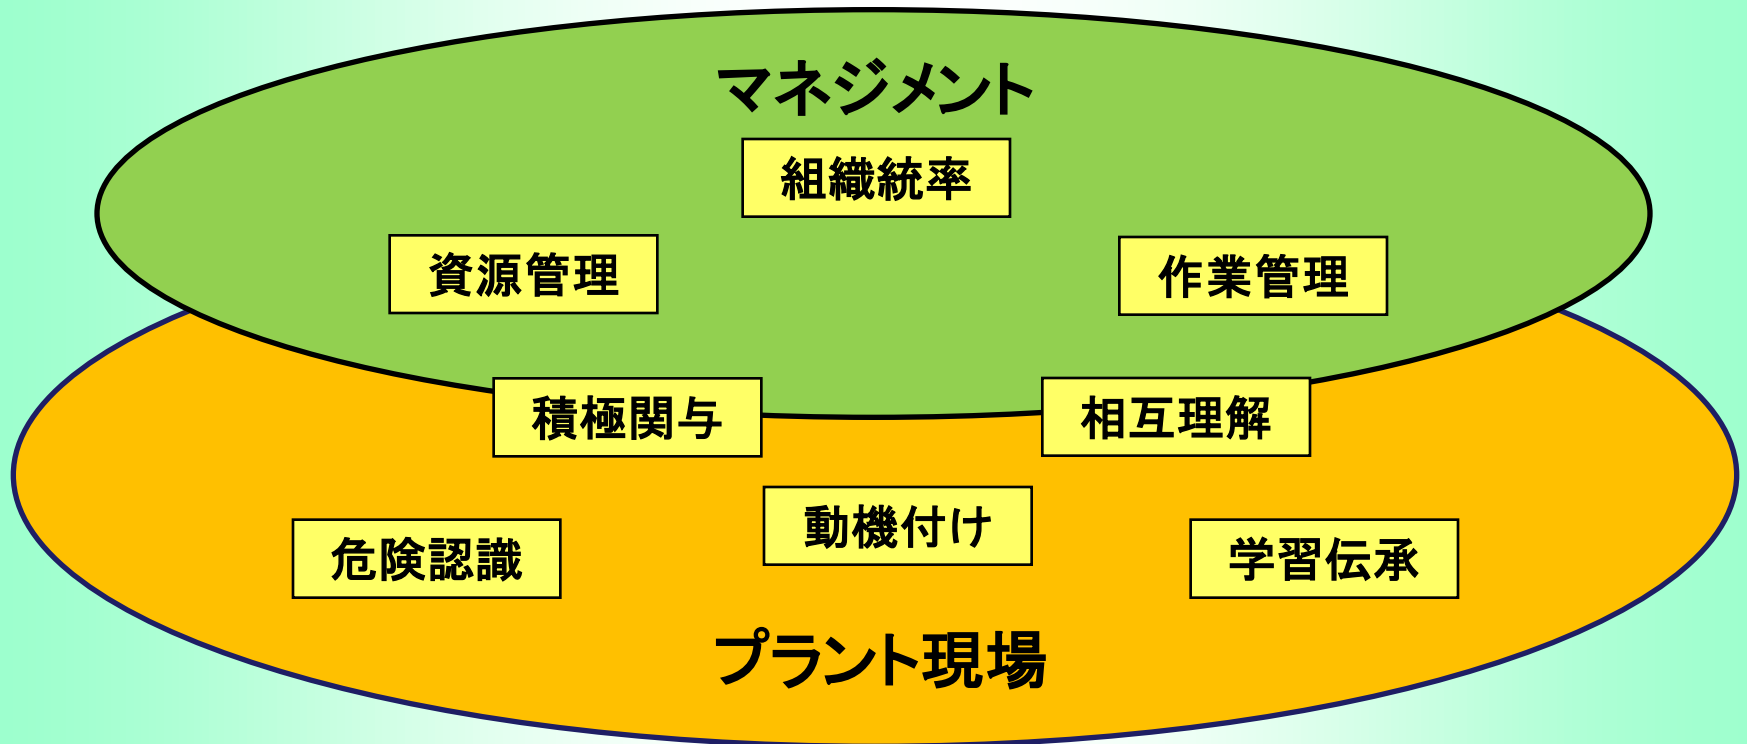 マネジメント
組織統率
資源管理
作業管理
積極関与
相互理解
動機付け
危険認識
学習伝承
プラント現場